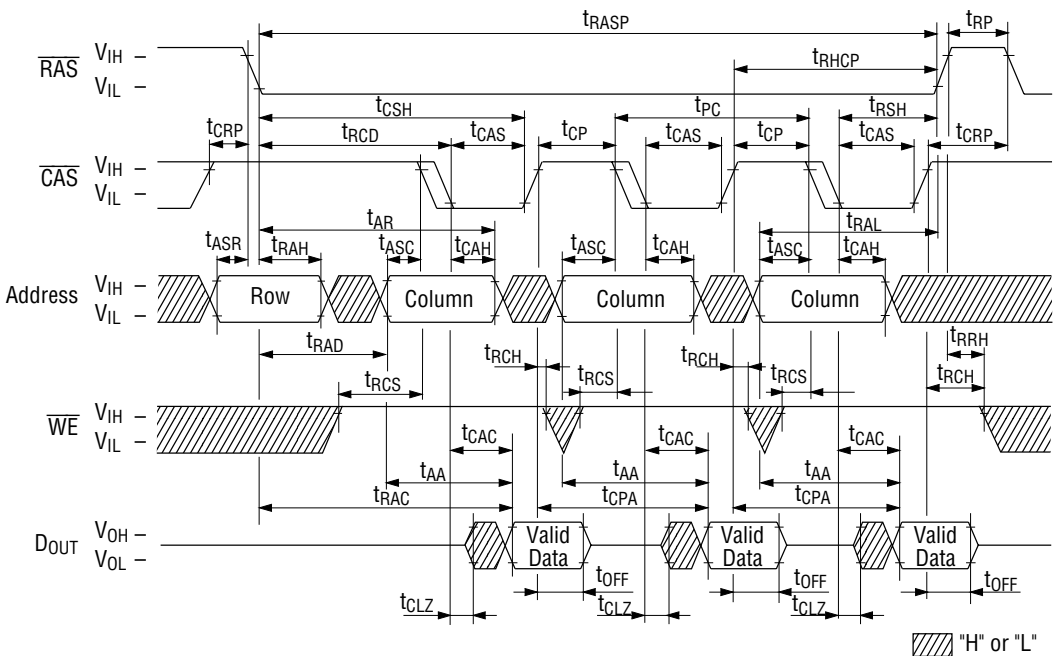 tRASP
tRP
RAS
VIH
VIL
tRHCP
tCSH
tPC
tRSH
tCRP
tRCD
tCAS
tCP
tCAS
tCP
tCAS
tCRP
CAS
VIH
VIL
tAR
tRAL
tASR
tRAH
tASC
tCAH
tASC
tCAH
tASC
tCAH
Address
VIH
VIL
Row
Column
Column
Column
tRAD
tRCH
tRCH
tRRH
tRCS
tRCS
tRCS
tRCH
WE
VIH
VIL
tCAC
tCAC
tCAC
tAA
tAA
tAA
tRAC
tCPA
tCPA
DOUT
VOH
VOL
Valid Data
Valid Data
Valid Data
tOFF
tOFF
tOFF
tCLZ
tCLZ
tCLZ
"H" or "L"